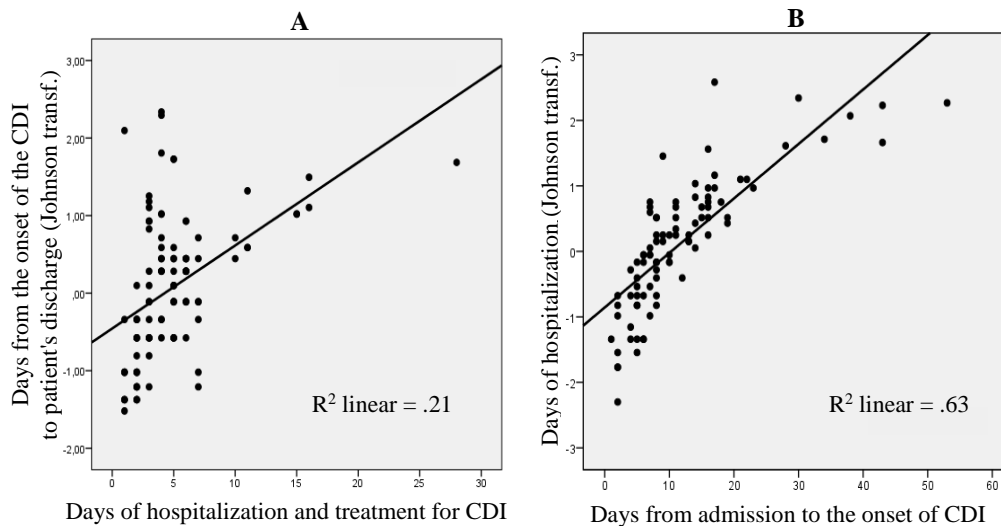 A
Days from the onset of the CDI
to patient's discharge (Johnson transf.)
3,00
2,00
1,00
,00
-1,00
-2,00
R² linear = .21
0 5 10 15 20 25 30
Days of hospitalization and treatment for CDI
B
Days of hospitalization (Johnson transf.)
3
2
1
0
-1
-2
-3
R² linear = .63
0 10 20 30 40 50 60
Days from admission to the onset of CDI